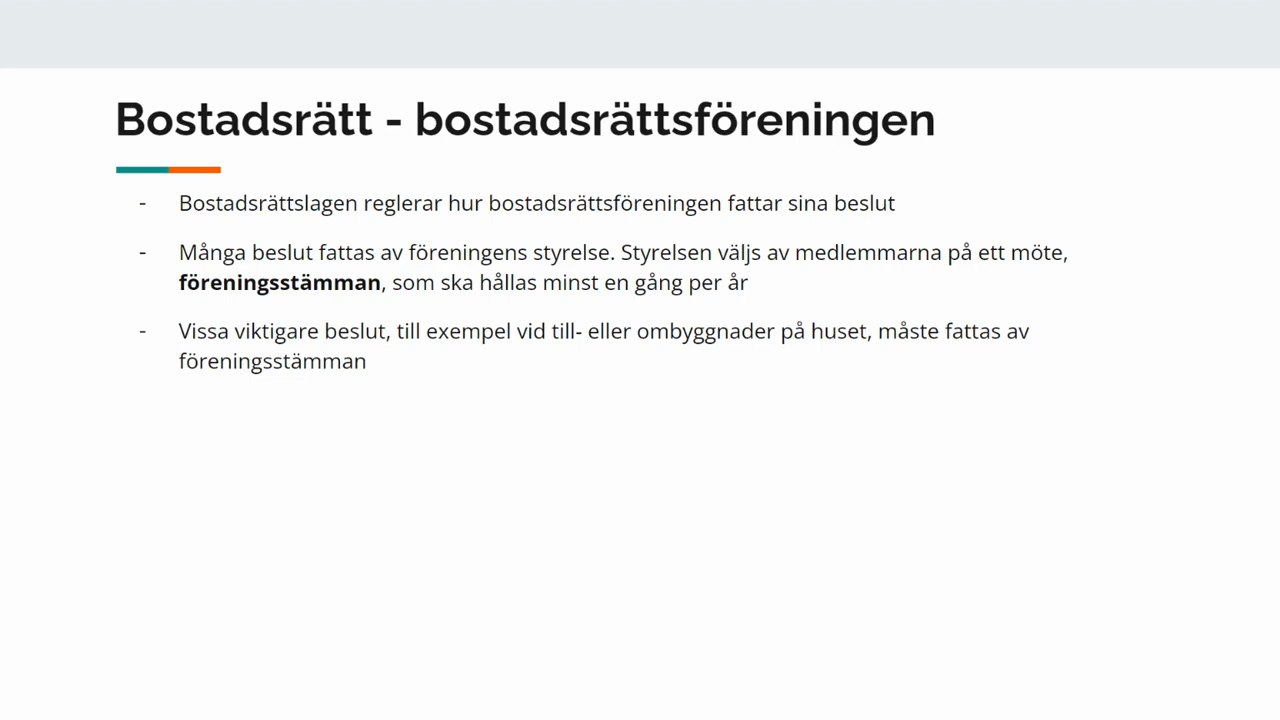 Bostadsrätt - bostadsrättsföreningen
- Bostadsrättslagen reglerar hur bostadsrättsföreningen fattar sina beslut
- Många beslut fattas av föreningens styrelse. Styrelsen väljs av medlemmarna på ett möte,
föreningsstämman, som ska hållas minst en gång per år
- Vissa viktigare beslut, till exempel vid till- eller ombyggnader på huset, måste fattas av
föreningsstämman